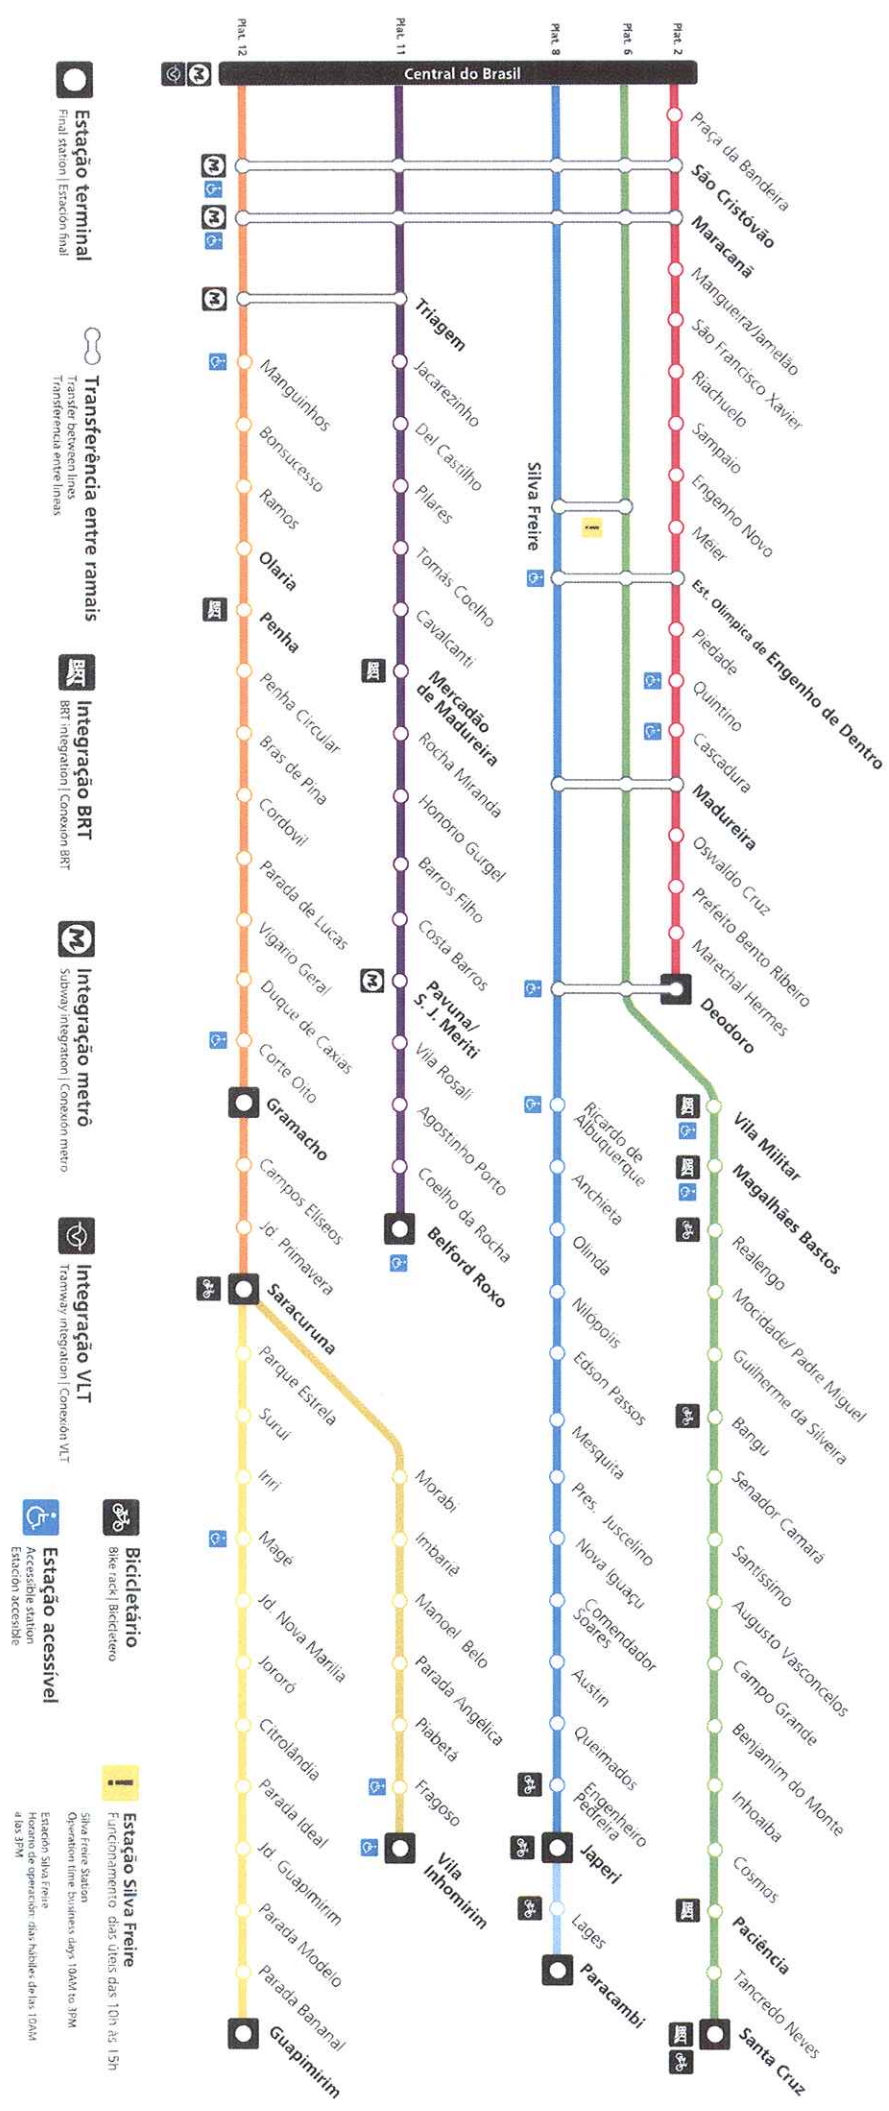 Plat. 12
Plat. 11
Plat. 8
Plat. 6
Plat. 2
Central do Brasil
Praça da Bandeira
São Cristóvão
Maracanã
Mangueira/Jamelão
São Francisco Xavier
Riachuelo
Sampaio
Engenho Novo
Méier
Est. Olímpica de Engenho de Dentro
Piedade
Quintino
Cascadura
Madureira
Oswaldo Cruz
Prefeito Bento Ribeiro
Marechal Hermes
Deodoro
Vila Militar
Magalhães Bastos
Realengo
Mocidade/ Padre Miguel
Guilherme da Silveira
Bangu
Senador Camará
Santíssimo
Augusto Vasconcelos
Campo Grande
Benjamim do Monte
Inhoaíba
Cosmos
Paciência
Tancredo Neves
Santa Cruz
Silva Freire
Ricardo de
Albuquerque
Anchieta
Olinda
Nilópolis
Edson Passos
Mesquita
Pres. Juscelino
Nova Iguaçu
Comendador
Soares
Austin
Queimados
Engenheiro
Pedreira
Japeri
Lages
Paracambi
Triagem
Jacarezinho
Del Castilho
Pilares
Tomás Coelho
Cavalcanti
Mercadão
de Madureira
Rocha Miranda
Honório Gurgel
Barros Filho
Costa Barros
Pavuna/
S. J. Meriti
Vila Rosali
Agostinho Porto
Coelho da Rocha
Belford Roxo
Manguinhos
Bonsucesso
Ramos
Olaria
Penha
Penha Circular
Brás de Pina
Cordovil
Parada de Lucas
Vigário Geral
Duque de Caxias
Corte Oito
Gramacho
Campos Elíseos
Jd. Primavera
Saracuruna
Morabi
Imbariê
Manoel Belo
Parada Angélica
Piabetá
Fragoso
Vila
Inhomirim
Parque Estrela
Suruí
Iriri
Magé
Jd. Nova Marília
Jororó
Citrolândia
Parada Ideal
Jd. Guapimirim
Parada Modelo
Parada Bananal
Guapimirim
BRT
BRT
BRT
BRT
BRT
BRT
Estação terminal
Final station | Estación final
Transferência entre ramais
Transfer between lines
Transferencia entre líneas
BRT
Integração BRT
BRT integration | Conexión BRT
Integração metrô
Subway integration | Conexión metro
Integração VLT
Tramway integration | Conexión VLT
Bicicletário
Bike rack | Bicicletero
Estação acessível
Accessible station
Estación accesible
!
Estação Silva Freire
Funcionamento: dias úteis das 10h às 15h
Silva Freire Station
Operation time: business days 10AM to 3PM
Estación Silva Freire
Horario de operación: días hábiles de las 10AM
a las 3PM